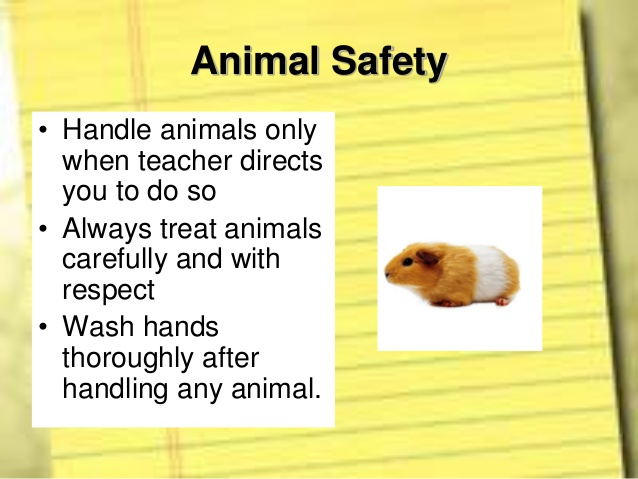 Animal Safety
• Handle animals only
when teacher directs
you to do so
• Always treat animals
carefully and with
respect
• Wash hands
thoroughly after
handling any animal.